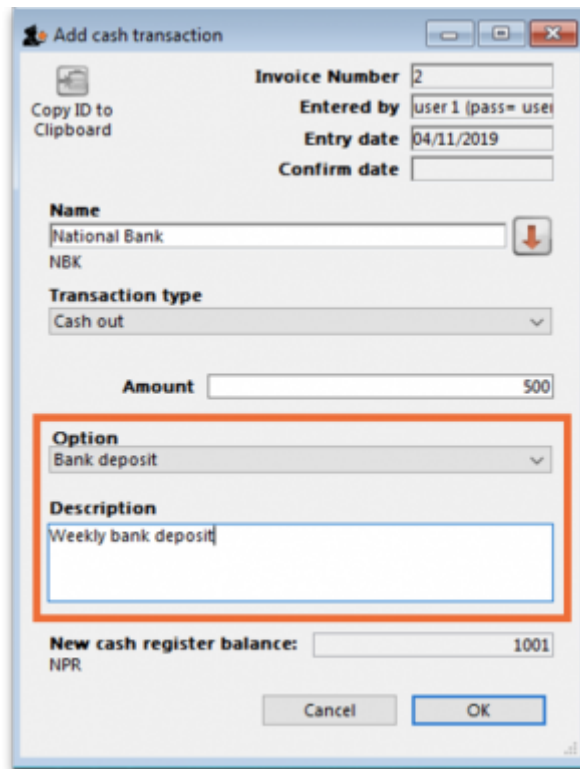 Add cash transaction
Copy ID to
Clipboard
Invoice Number 2
Entered by user 1 (pass= user
Entry date 04/11/2019
Confirm date
Name
National Bank
NBK
Transaction type
Cash out
Amount 500
Option
Bank deposit
Description
Weekly bank deposit
New cash register balance: 1001
NPR
Cancel OK